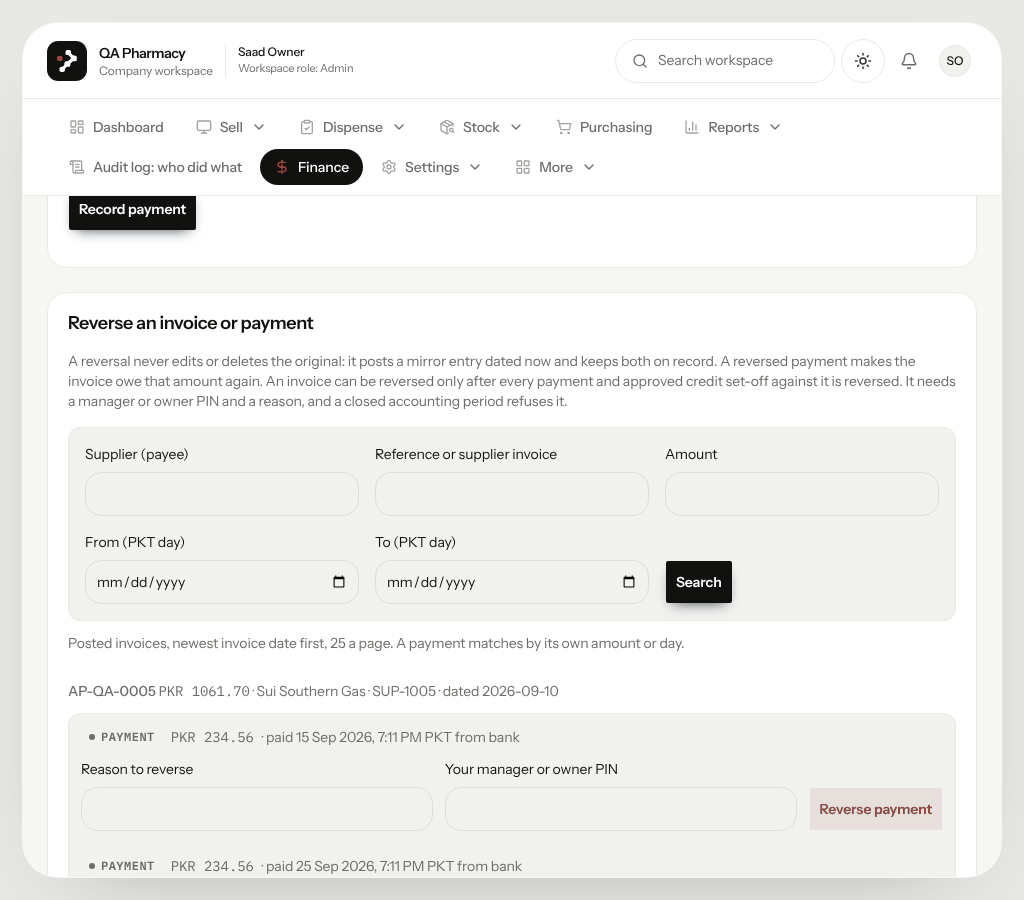 QA Pharmacy
Company workspace
Saad Owner
Workspace role: Admin
Search workspace
SO
Dashboard
Sell
Dispense
Stock
Purchasing
Reports
Audit log: who did what
Finance
Settings
More
Record payment
Reverse an invoice or payment
A reversal never edits or deletes the original: it posts a mirror entry dated now and keeps both on record. A reversed payment makes the
invoice owe that amount again. An invoice can be reversed only after every payment and approved credit set-off against it is reversed. It needs
a manager or owner PIN and a reason, and a closed accounting period refuses it.
Supplier (payee)
Reference or supplier invoice
Amount
From (PKT day)
To (PKT day)
mm/dd/yyyy
mm/dd/yyyy
Search
Posted invoices, newest invoice date first, 25 a page. A payment matches by its own amount or day.
AP-QA-0005 PKR 1061.70 · Sui Southern Gas · SUP-1005 · dated 2026-09-10
PAYMENT PKR 234.56 · paid 15 Sep 2026, 7:11 PM PKT from bank
Reason to reverse
Your manager or owner PIN
Reverse payment
PAYMENT PKR 234.56 · paid 25 Sep 2026, 7:11 PM PKT from bank